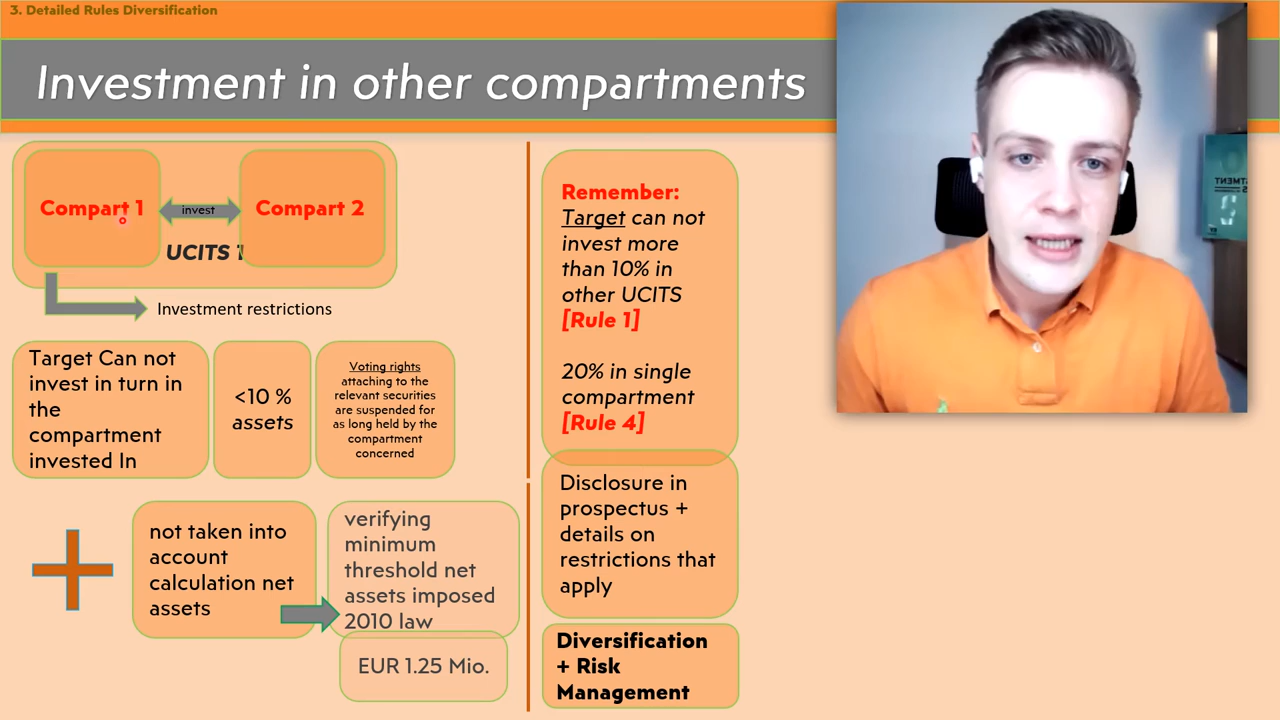 3. Detailed Rules Diversification
Investment in other compartments
Compart 1
invest
Compart 2
UCITS
Investment restrictions
Target Can not
invest in turn in
the
compartment
invested In
<10 %
assets
Voting rights
attaching to the
relevant securities
are suspended for
as long held by the
compartment
concerned
not taken into
account
calculation net
assets
verifying
minimum
threshold net
assets imposed
2010 law
EUR 1.25 Mio.
Remember:
Target can not
invest more
than 10% in
other UCITS
[Rule 1]
20% in single
compartment
[Rule 4]
Disclosure in
prospectus +
details on
restrictions that
apply
Diversification
+ Risk
Management